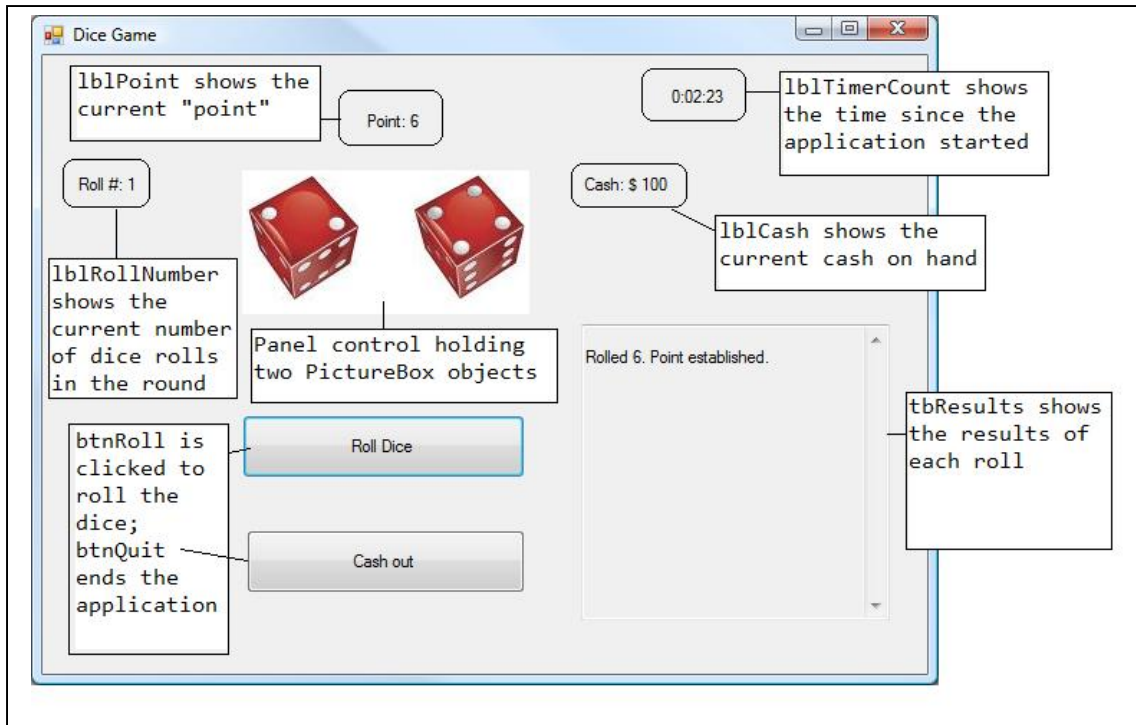 Dice Game
lblPoint shows the
current "point"
Point: 6
0:02:23
lblTimerCount shows
the time since the
application started
Roll #: 1
Cash: $ 100
lblCash shows the
current cash on hand
lblRollNumber
shows the
current number
of dice rolls
in the round
Panel control holding
two PictureBox objects
Rolled 6. Point established.
tbResults shows
the results of
each roll
btnRoll is
clicked to
roll the
dice;
btnQuit
ends the
application
Roll Dice
Cash out